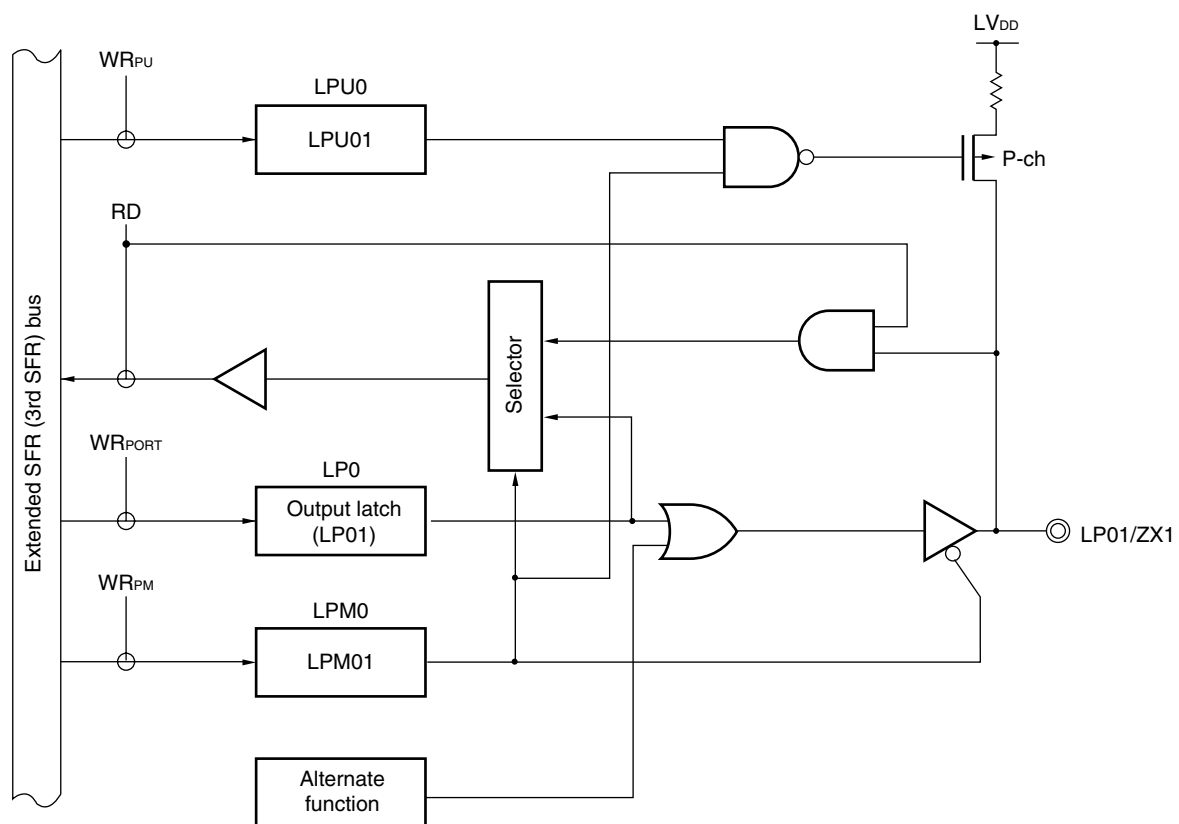 LVDD
WRPU
LPU0
LPU01
P-ch
RD
Extended SFR (3rd SFR) bus
Selector
WRPORT
LP0
Output latch
(LP01)
LP01/ZX1
WRPM
LPM0
LPM01
Alternate
function